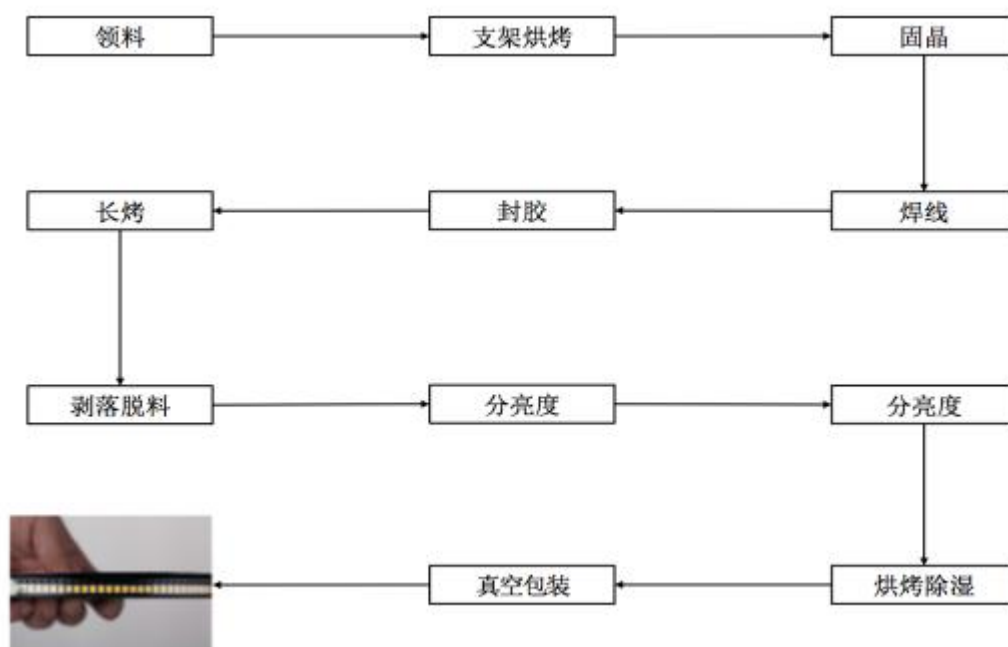 领料
支架烘烤
固晶
焊线
封胶
长烤
剥落脱料
分亮度
分亮度
烘烤除湿
真空包装